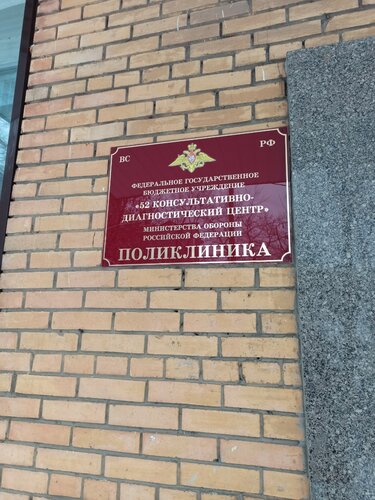 ВС РФ
ФЕДЕРАЛЬНОЕ ГОСУДАРСТВЕННОЕ
БЮДЖЕТНОЕ УЧРЕЖДЕНИЕ
«52 КОНСУЛЬТАТИВНО-
ДИАГНОСТИЧЕСКИЙ ЦЕНТР»
МИНИСТЕРСТВА ОБОРОНЫ
РОССИЙСКОЙ ФЕДЕРАЦИИ
ПОЛИКЛИНИКА